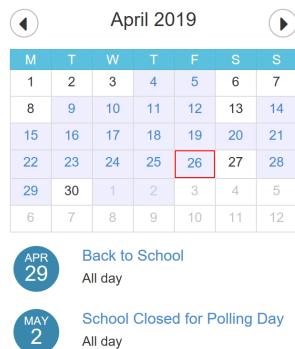 April 2019
M T W T F S S
1 2 3 4 5 6 7
8 9 10 11 12 13 14
15 16 17 18 19 20 21
22 23 24 25 26 27 28
29 30 1 2 3 4 5
6 7 8 9 10 11 12
APR
29
Back to School
All day
MAY
2
School Closed for Polling Day
All day